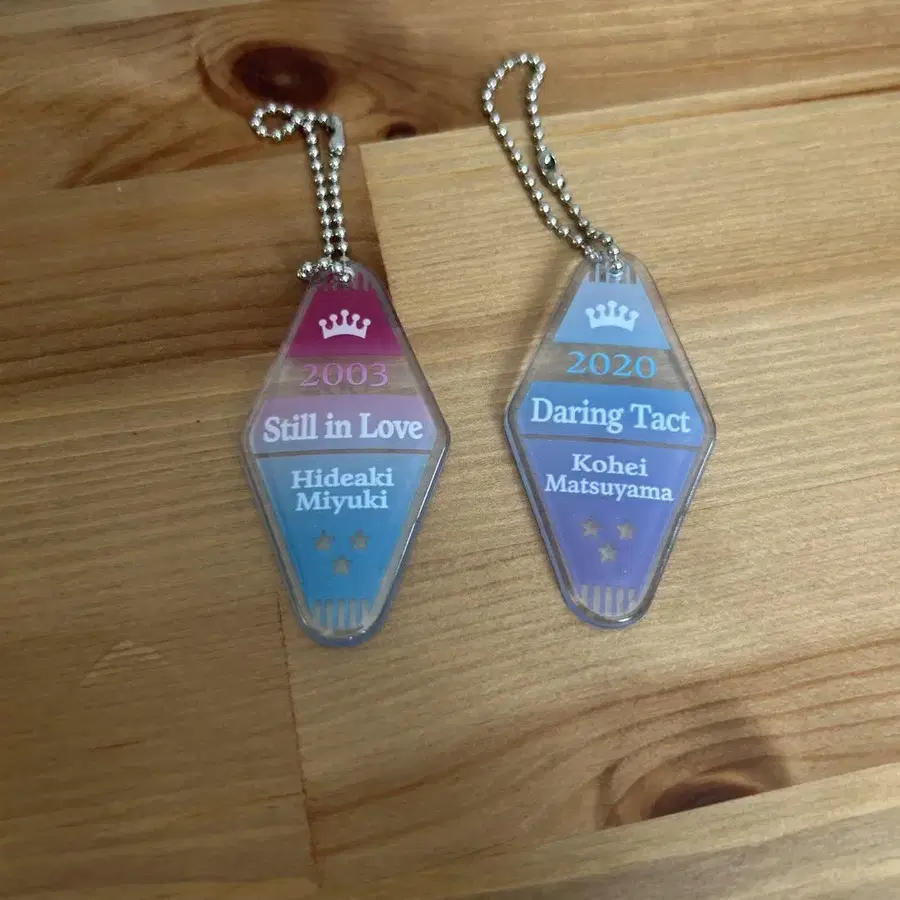 2003
Still in Love
Hideaki
Miyuki
2020
Daring Tact
Kohei
Matsuyama